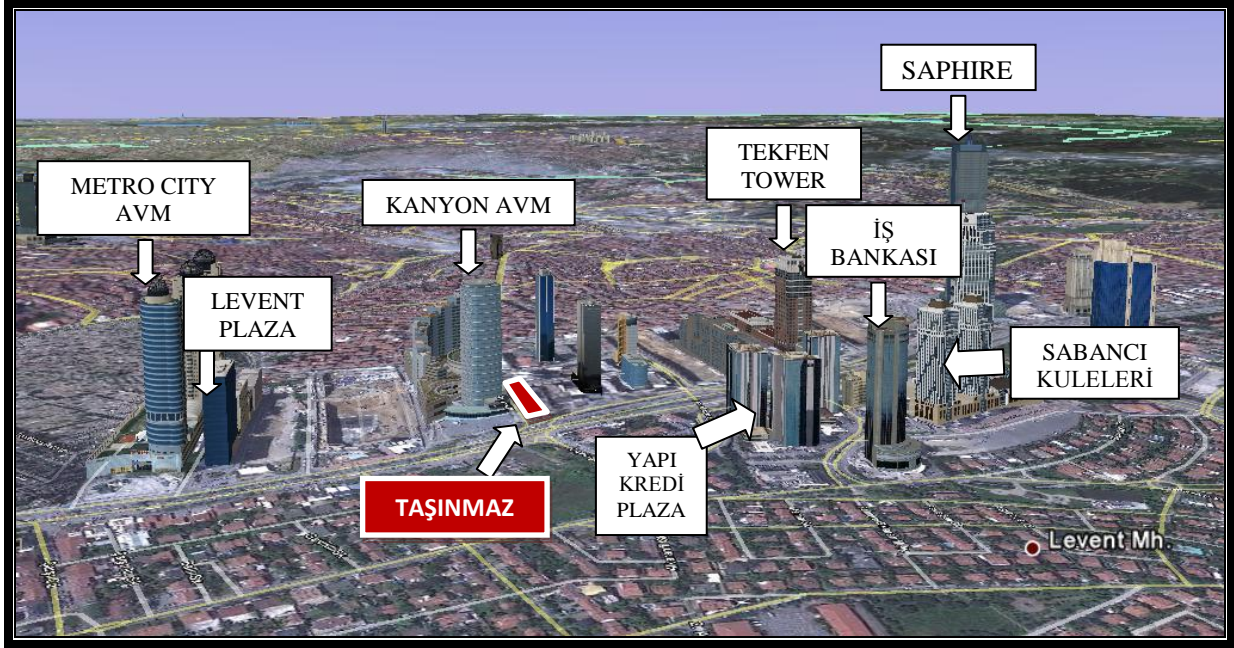 SAPHIRE
TEKFEN
TOWER
METRO CITY
AVM
KANYON AVM
İŞ
BANKASI
LEVENT
PLAZA
SABANCI
KULELERİ
YAPI
KREDİ
PLAZA
TAŞINMAZ
Levent Mh.